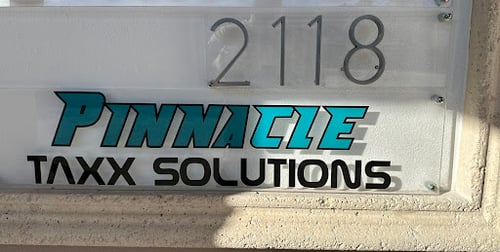 2118
PINNACLE
TAXX SOLUTIONS